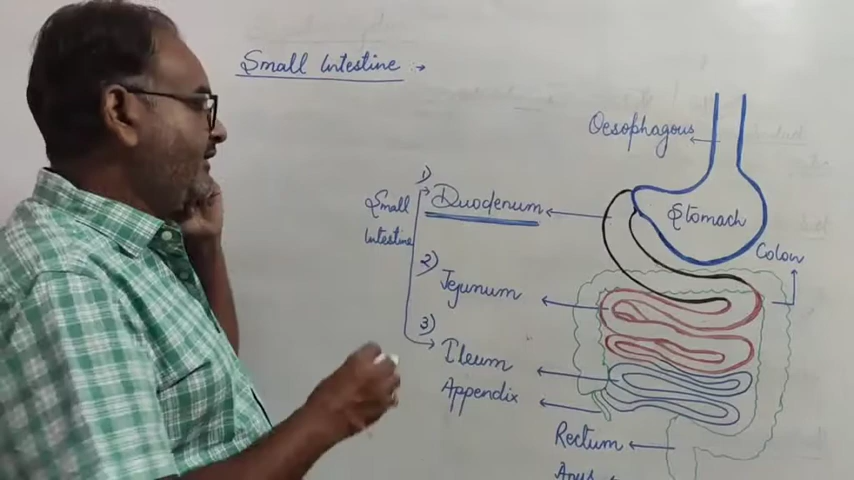 Small Intestine →
Oesophagous
1) Duodenum
Small
Intestine
Stomach
Colon
2) Jejunum
3) Ileum
Appendix
Rectum
Anus